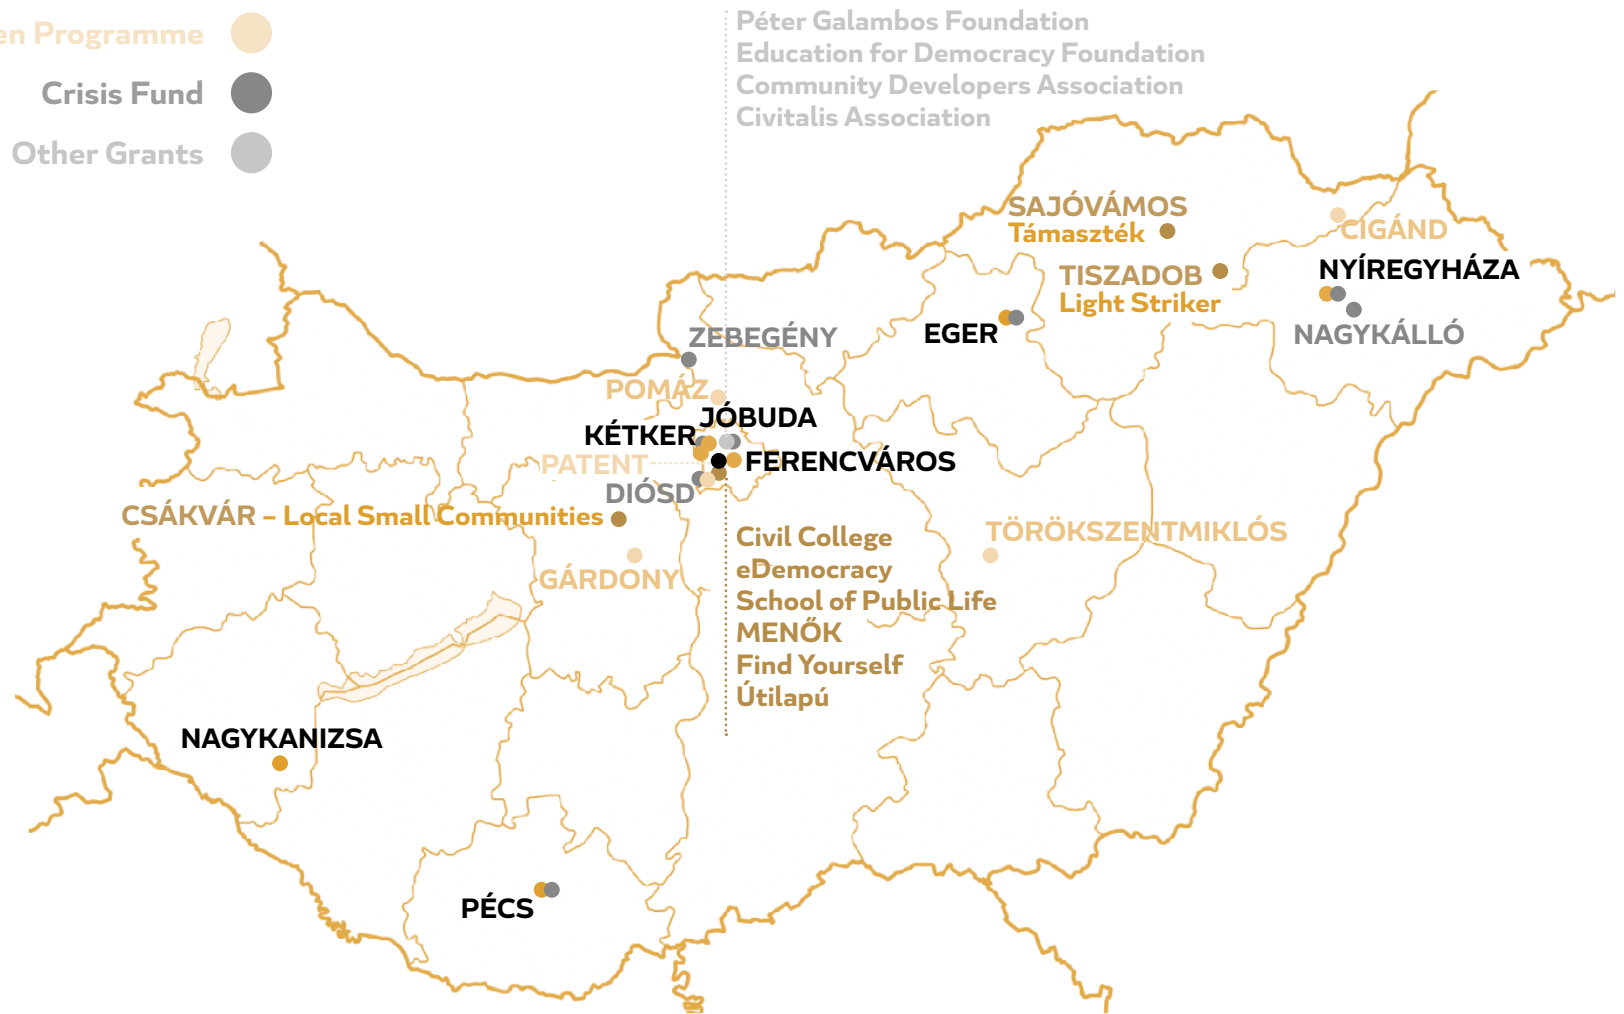 en Programme
Crisis Fund
Other Grants
Péter Galambos Foundation
Education for Democracy Foundation
Community Developers Association
Civitalis Association
SAJÓVÁMOS
Támaszték
CIGÁND
TISZADOB
Light Striker
NYÍREGYHÁZA
NAGYKÁLLÓ
EGER
ZEBEGÉNY
POMÁZ
JÓBUDA
KÉTKER
FERENCVÁROS
PATENT
DIÓSD
CSÁKVÁR – Local Small Communities
GÁRDONY
TÖRÖKSZENTMIKLÓS
Civil College
eDemocracy
School of Public Life
MENŐK
Find Yourself
Útilapú
NAGYKANIZSA
PÉCS